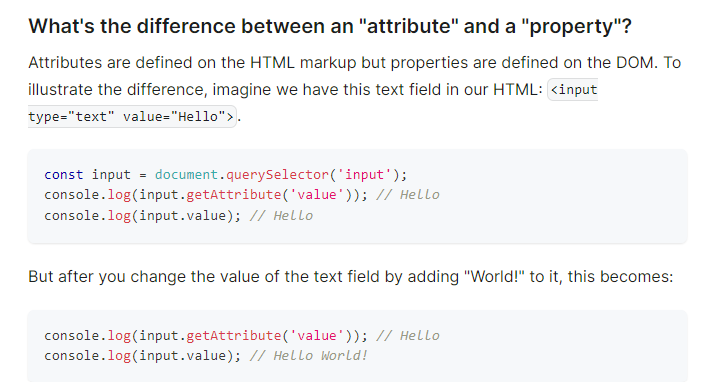 What's the difference between an "attribute" and a "property"?
Attributes are defined on the HTML markup but properties are defined on the DOM. To
illustrate the difference, imagine we have this text field in our HTML: <input
type="text" value="Hello">.
const input = document.querySelector('input');
console.log(input.getAttribute('value')); // Hello
console.log(input.value); // Hello
But after you change the value of the text field by adding "World!" to it, this becomes:
console.log(input.getAttribute('value')); // Hello
console.log(input.value); // Hello World!